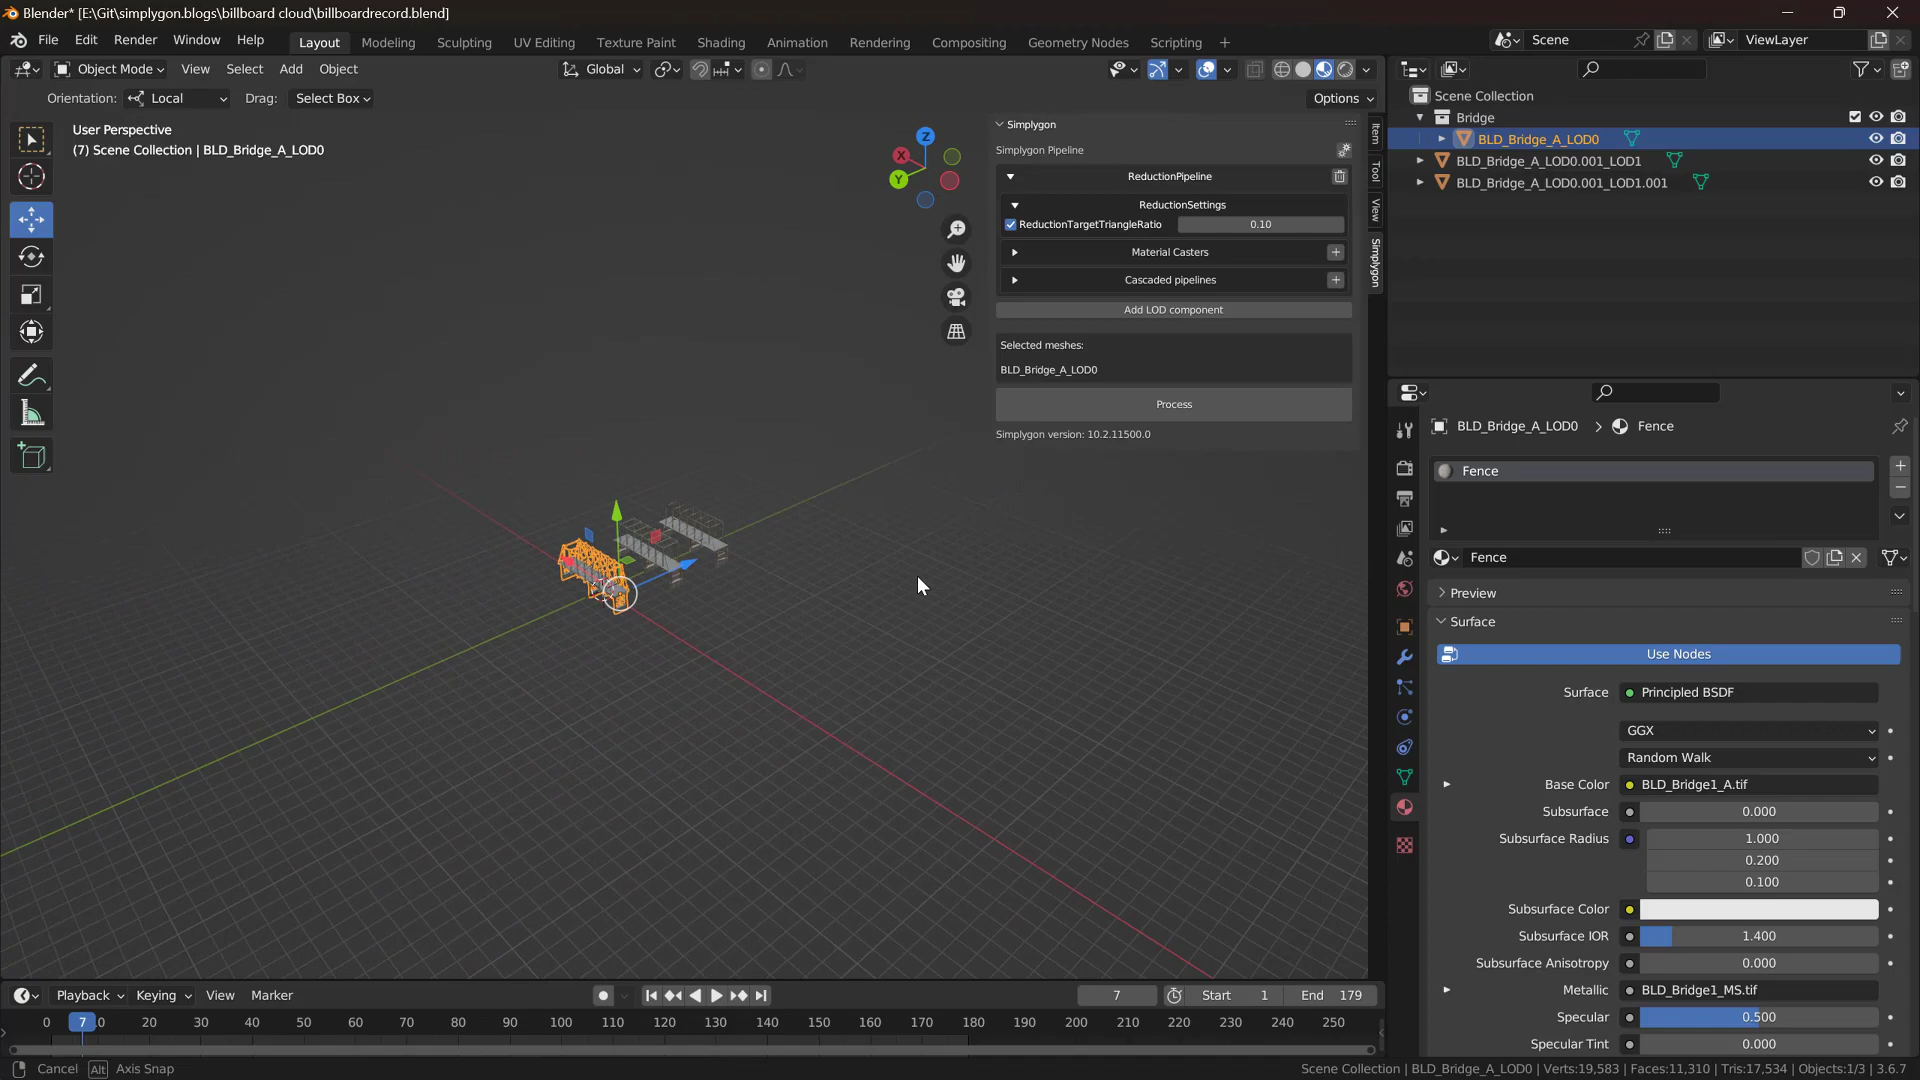 Blender* [E:\Git\simplygon.blogs\billboard cloud\billboardrecord.blend]
File Edit Render Window Help Layout Modeling Sculpting UV Editing Texture Paint Shading Animation Rendering Compositing Geometry Nodes Scripting Scene ViewLayer
Object Mode View Select Add Object Global
Orientation: Local Drag: Select Box Options
User Perspective
(7) Scene Collection | BLD_Bridge_A_LOD0
Z
X
Y
Simplygon
Simplygon Pipeline
ReductionPipeline
ReductionSettings
ReductionTargetTriangleRatio 0.10
Material Casters
Cascaded pipelines
Add LOD component
Selected meshes:
BLD_Bridge_A_LOD0
Process
Simplygon version: 10.2.11500.0
Item
Tool
View
Simplygon
Scene Collection
Bridge
BLD_Bridge_A_LOD0
BLD_Bridge_A_LOD0.001_LOD1
BLD_Bridge_A_LOD0.001_LOD1.001
BLD_Bridge_A_LOD0 Fence
Fence
Fence
Preview
Surface
Use Nodes
Surface Principled BSDF
GGX
Random Walk
Base Color BLD_Bridge1_A.tif
Subsurface 0.000
Subsurface Radius 1.000
0.200
0.100
Subsurface Color
Subsurface IOR 1.400
Subsurface Anisotropy 0.000
Metallic BLD_Bridge1_MS.tif
Specular 0.500
Specular Tint 0.000
Playback Keying View Marker 7 Start 1 End 179
0 7 10 20 30 40 50 60 70 80 90 100 110 120 130 140 150 160 170 180 190 200 210 220 230 240 250
Cancel Alt Axis Snap
Scene Collection | BLD_Bridge_A_LOD0 | Verts:19,583 | Faces:11,310 | Tris:17,534 | Objects:1/3 | 3.6.7